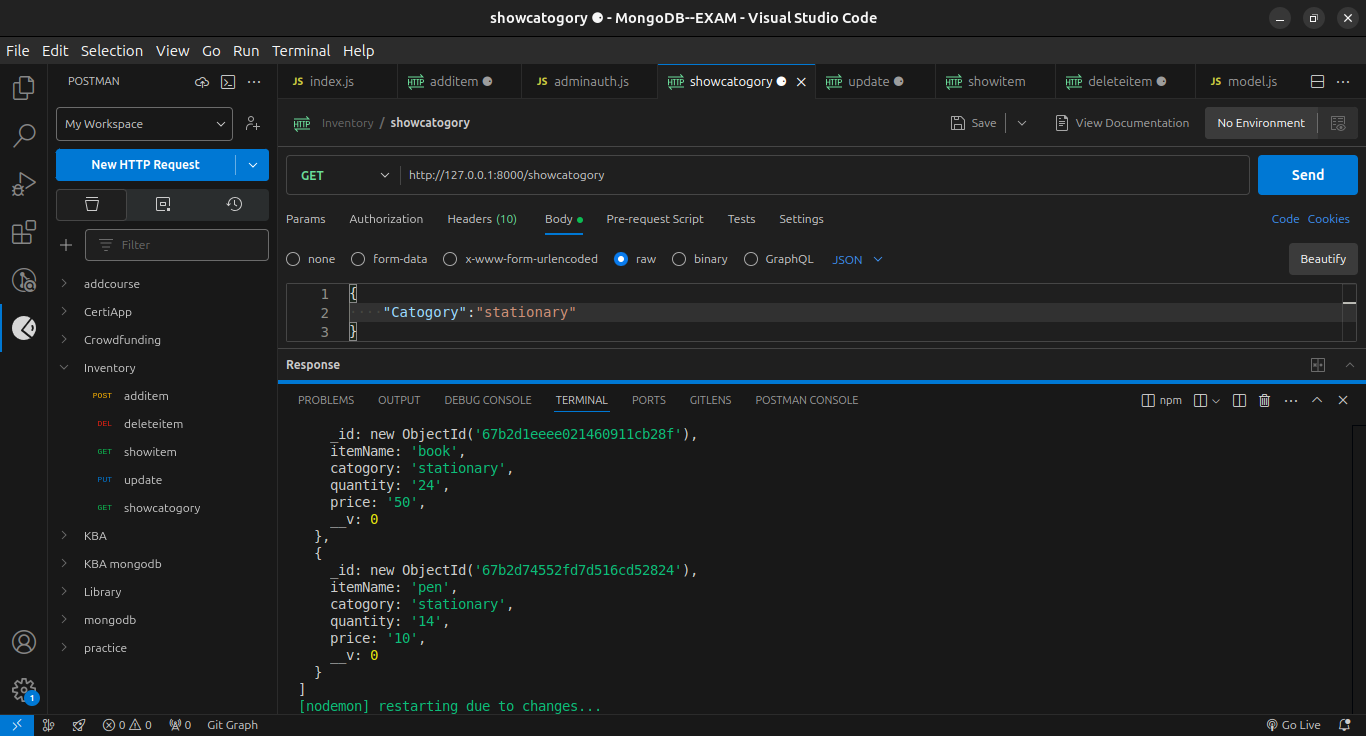 showcatogory ● - MongoDB--EXAM - Visual Studio Code
File Edit Selection View Go Run Terminal Help
POSTMAN
My Workspace
New HTTP Request
Filter
addcourse
CertiApp
Crowdfunding
Inventory
POST additem
DEL deleteitem
GET showitem
PUT update
GET showcatogory
KBA
KBA mongodb
Library
mongodb
practice
1
JS index.js HTTP additem ● JS adminauth.js HTTP showcatogory ● HTTP update ● HTTP showitem HTTP deleteitem ● JS model.js
HTTP Inventory / showcatogory Save View Documentation No Environment
GET http://127.0.0.1:8000/showcatogory Send
Params Authorization Headers (10) Body ● Pre-request Script Tests Settings Code Cookies
none form-data x-www-form-urlencoded raw binary GraphQL JSON Beautify
1 {
2 ····"Catogory":"stationary"
3 }
Response
PROBLEMS OUTPUT DEBUG CONSOLE TERMINAL PORTS GITLENS POSTMAN CONSOLE npm
_id: new ObjectId('67b2d1eeee021460911cb28f'),
itemName: 'book',
catogory: 'stationary',
quantity: '24',
price: '50',
__v: 0
},
{
_id: new ObjectId('67b2d74552fd7d516cd52824'),
itemName: 'pen',
catogory: 'stationary',
quantity: '14',
price: '10',
__v: 0
}
]
[nodemon] restarting due to changes...
0 0 0 Git Graph Go Live